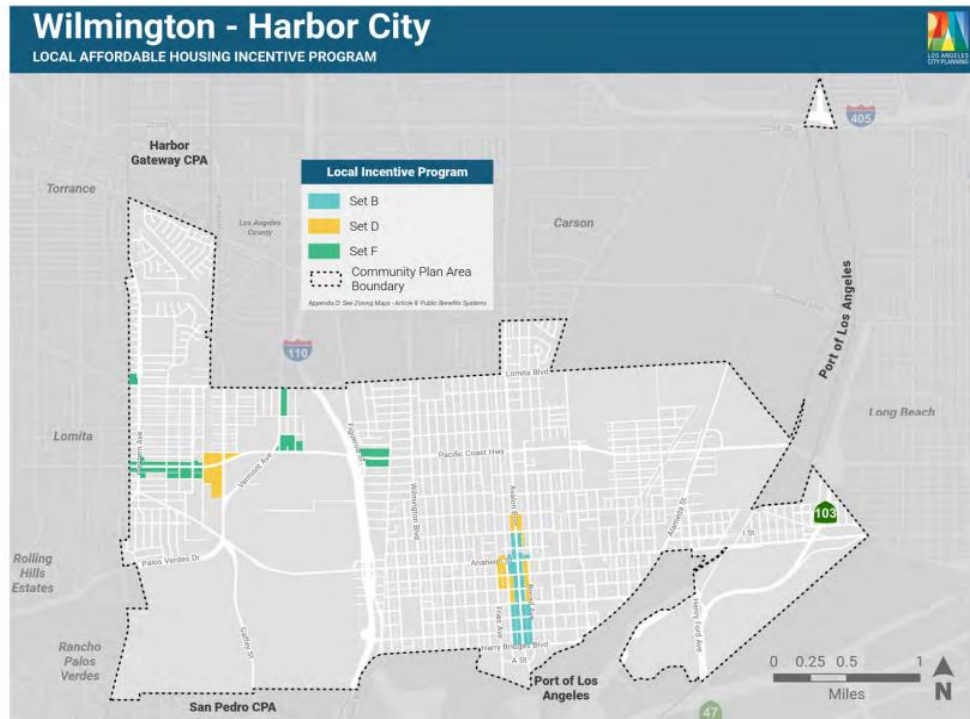 Wilmington - Harbor City
LOCAL AFFORDABLE HOUSING INCENTIVE PROGRAM
LOS ANGELES
CITY PLANNING
405
Harbor
Gateway CPA
Torrance
Los Angeles
County
Carson
Local Incentive Program
Set B
Set D
Set F
Community Plan Area
Boundary
Appendix D: See Zoning Maps - Article 9 Public Benefits Systems
110
Port of Los Angeles
Lomita Blvd
Long Beach
Lomita
Vermont Ave
Figueroa St
Pacific Coast Hwy
Wilmington Blvd
Avalon Blvd
Alameda St
103
I St
Anaheim St
Palos Verdes Dr
Rolling
Hills
Estates
Gaffey St
Fries Ave
Broad Ave
Henry Ford Ave
Harry Bridges Blvd
A St
Rancho
Palos
Verdes
San Pedro CPA
Port of Los
Angeles
0 0.25 0.5 1
Miles
N
47